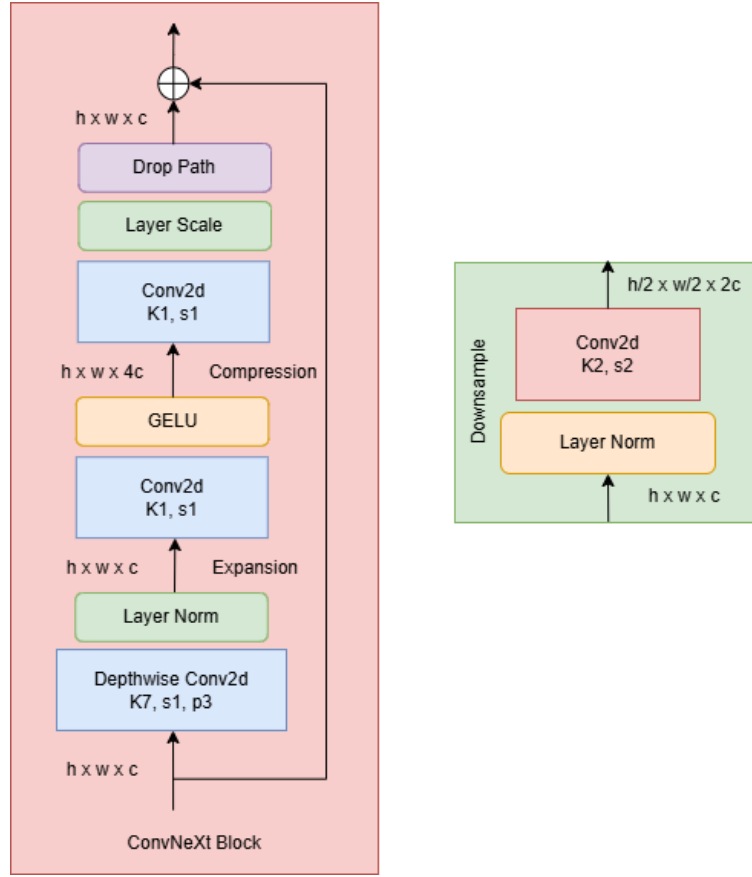 h x w x c
Drop Path
Layer Scale
Conv2d
K1, s1
h x w x 4c
Compression
GELU
Conv2d
K1, s1
h x w x c
Expansion
Layer Norm
Depthwise Conv2d
K7, s1, p3
h x w x c
ConvNeXt Block
h/2 x w/2 x 2c
Conv2d
K2, s2
Downsample
Layer Norm
h x w x c